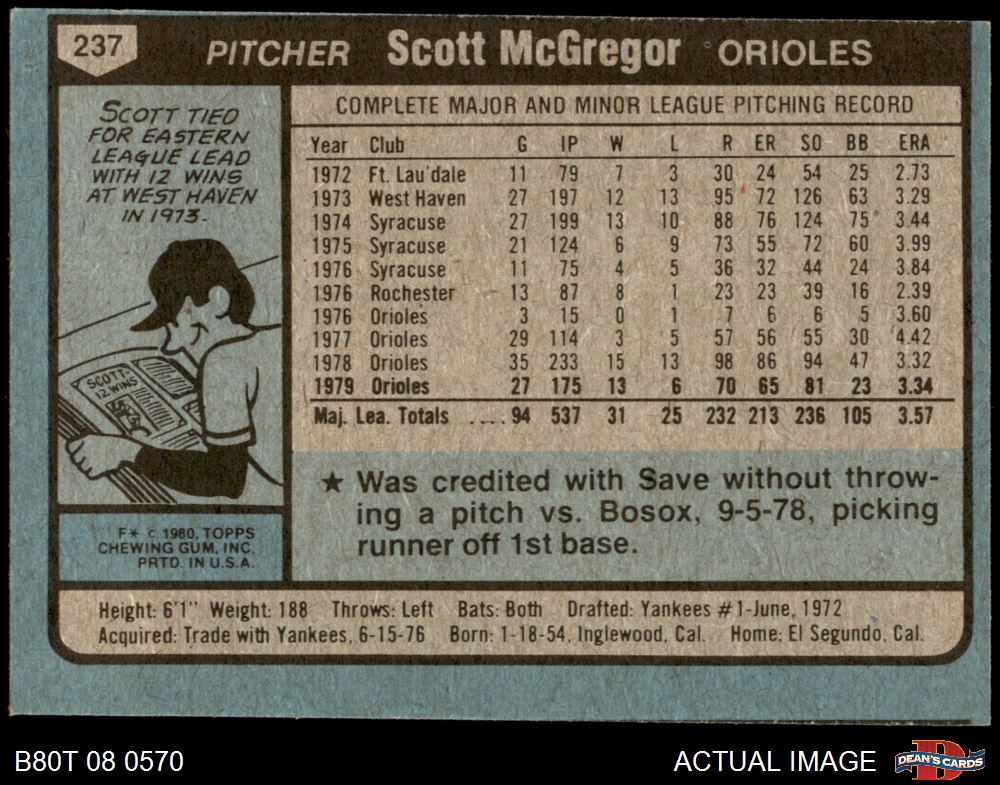 237
PITCHER Scott McGregor ORIOLES
SCOTT TIED
FOR EASTERN
LEAGUE LEAD
WITH 12 WINS
AT WEST HAVEN
IN 1973.
SCOTT-
12 WINS
F* © 1980, TOPPS
CHEWING GUM, INC.
PRTD. IN U.S.A.
COMPLETE MAJOR AND MINOR LEAGUE PITCHING RECORD
Year Club G IP W L R ER SO BB ERA
1972 Ft. Lau'dale 11 79 7 3 30 24 54 25 2.73
1973 West Haven 27 197 12 13 95 72 126 63 3.29
1974 Syracuse 27 199 13 10 88 76 124 75 3.44
1975 Syracuse 21 124 6 9 73 55 72 60 3.99
1976 Syracuse 11 75 4 5 36 32 44 24 3.84
1976 Rochester 13 87 8 1 23 23 39 16 2.39
1976 Orioles 3 15 0 1 7 6 6 5 3.60
1977 Orioles 29 114 3 5 57 56 55 30 4.42
1978 Orioles 35 233 15 13 98 86 94 47 3.32
1979 Orioles 27 175 13 6 70 65 81 23 3.34
Maj. Lea. Totals .... 94 537 31 25 232 213 236 105 3.57
★ Was credited with Save without throw-
ing a pitch vs. Bosox, 9-5-78, picking
runner off 1st base.
Height: 6'1" Weight: 188 Throws: Left Bats: Both Drafted: Yankees #1-June, 1972
Acquired: Trade with Yankees, 6-15-76 Born: 1-18-54, Inglewood, Cal. Home: El Segundo, Cal.
B80T 08 0570
ACTUAL IMAGE
D
DEAN'S CARDS